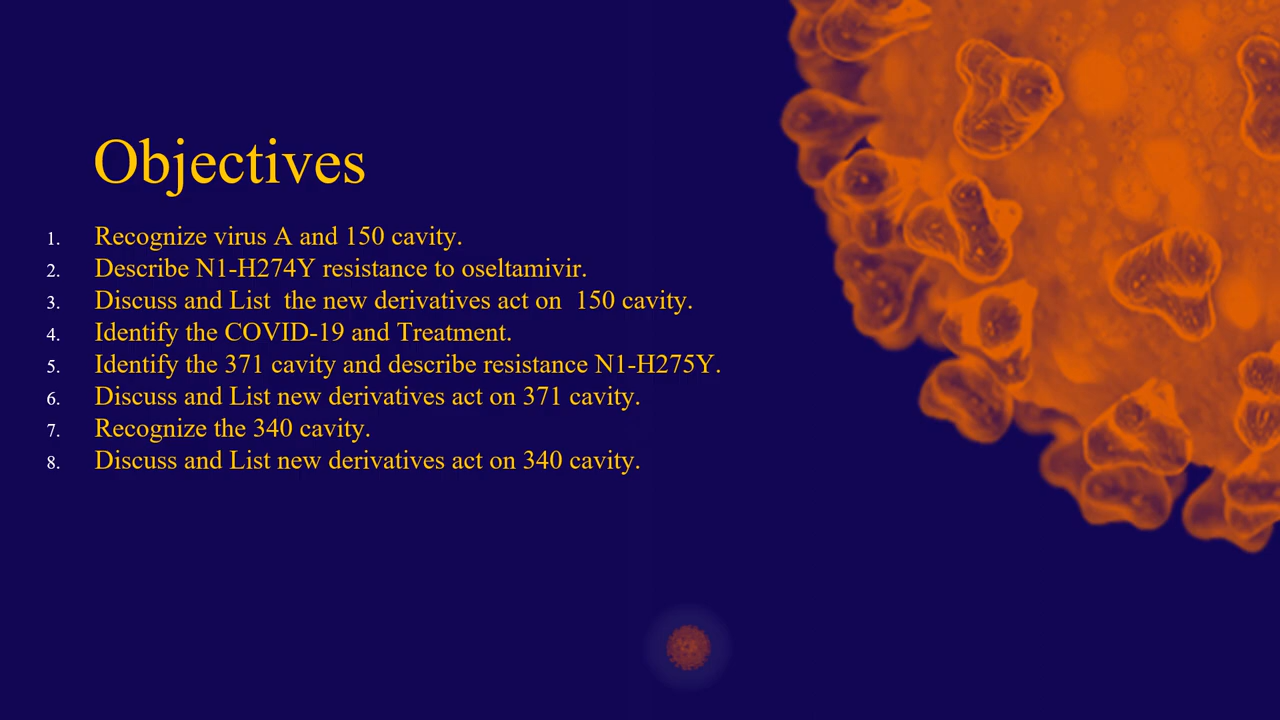 Objectives
1. Recognize virus A and 150 cavity.
2. Describe N1-H274Y resistance to oseltamivir.
3. Discuss and List  the new derivatives act on  150 cavity.
4. Identify the COVID-19 and Treatment.
5. Identify the 371 cavity and describe resistance N1-H275Y.
6. Discuss and List new derivatives act on 371 cavity.
7. Recognize the 340 cavity.
8. Discuss and List new derivatives act on 340 cavity.